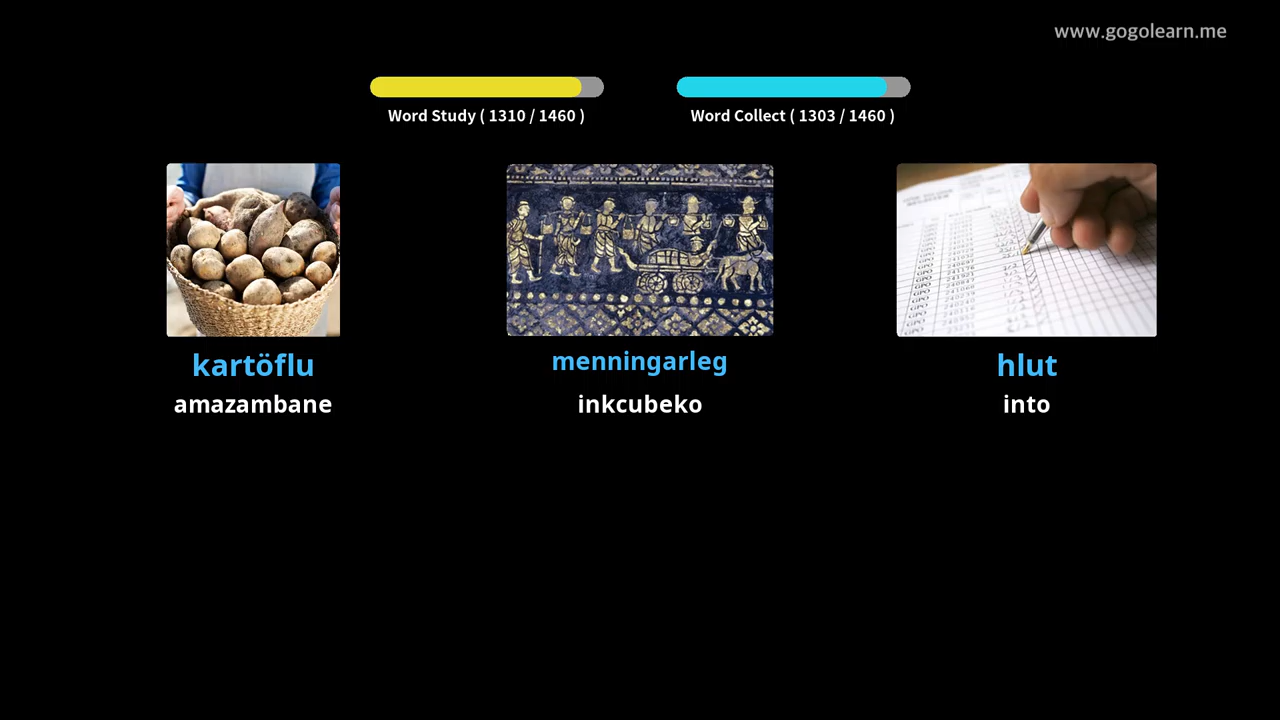 www.gogolearn.me
Word Study ( 1310 / 1460 )
Word Collect ( 1303 / 1460 )
kartöflu
menningarleg
hlut
amazambane
inkcubeko
into